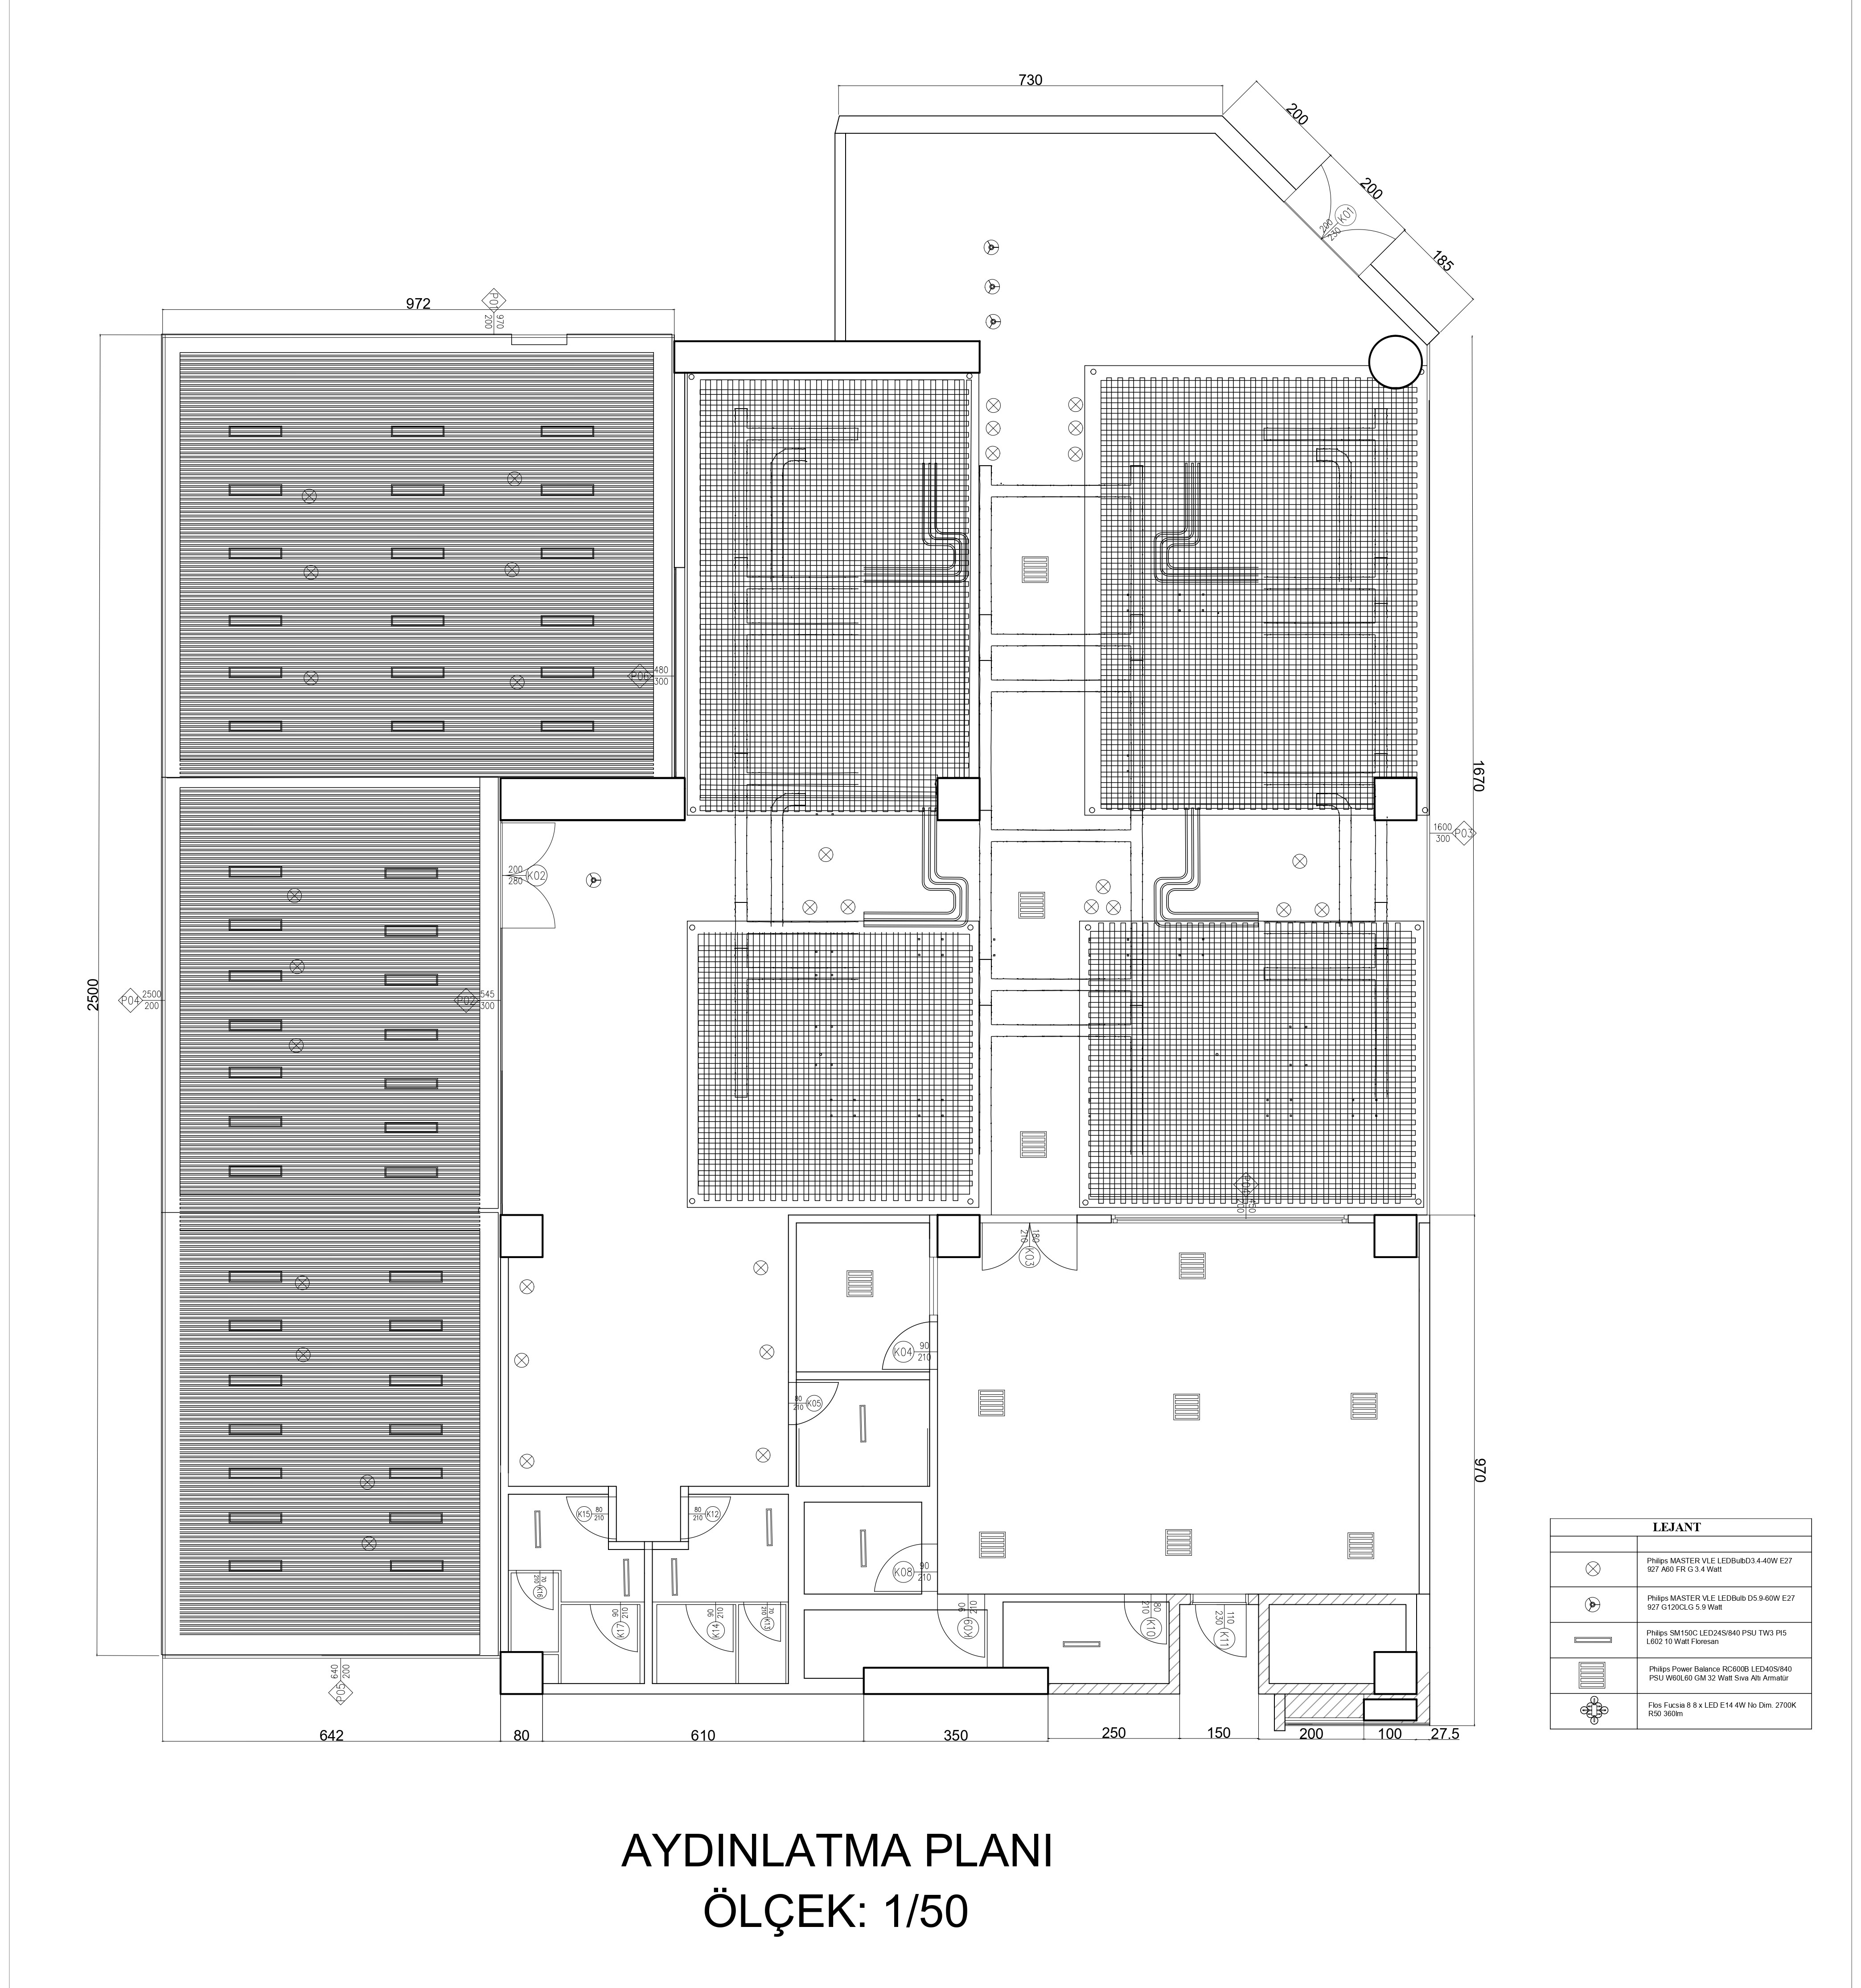 730
200
200
K01
200
230
185
972
P01
970
200
P06
480
300
1670
1600
300
P03
200
280
K02
2500
P04
2500
200
P02
545
300
450
200
180
210
K03
K04
90
210
80
210
K05
970
K15
80
210
80
210
K12
K08
90
210
70
210
K16
90
210
K17
90
210
K14
70
210
K13
90
210
K09
80
210
K10
110
230
K11
640
200
P05
642
80
610
350
250
150
200
100
27.5
LEJANT
Philips MASTER VLE LEDBulbD3.4-40W E27
927 A60 FR G 3.4 Watt
Philips MASTER VLE LEDBulb D5.9-60W E27
927 G120CLG 5.9 Watt
Philips SM150C LED24S/840 PSU TW3 PI5
L602 10 Watt Floresan
Philips Power Balance RC600B LED40S/840
PSU W60L60 GM 32 Watt Sıva Altı Armatür
Flos Fucsia 8 8 x LED E14 4W No Dim. 2700K
R50 360lm
AYDINLATMA PLANI
ÖLÇEK: 1/50